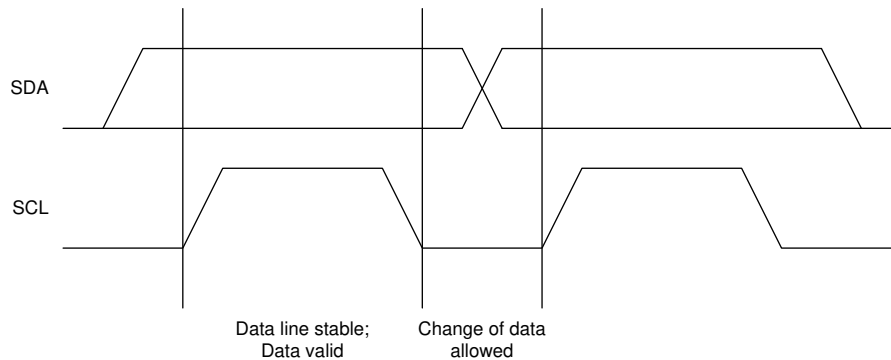 SDA
SCL
Data line stable;
Data valid
Change of data
allowed